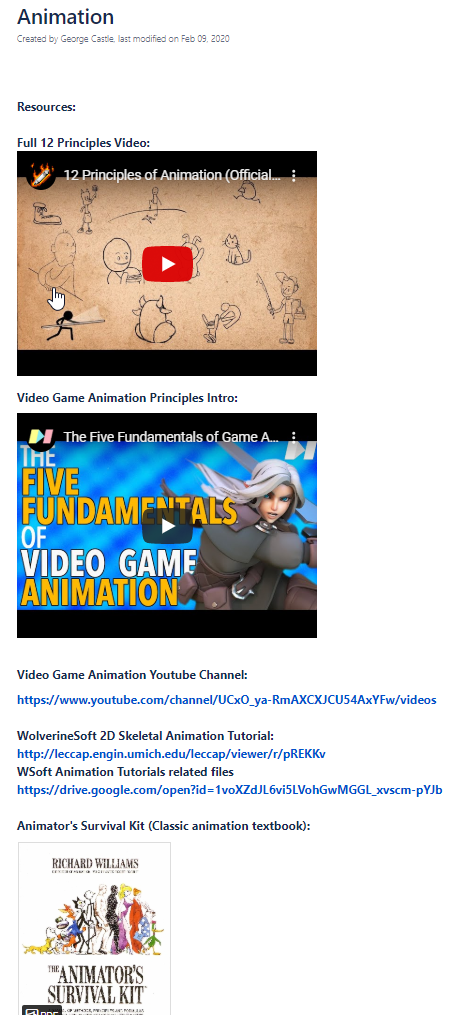 Animation
Created by George Castle, last modified on Feb 09, 2020
Resources:
Full 12 Principles Video:
12 Principles of Animation (Official...
Video Game Animation Principles Intro:
The Five Fundamentals of Game A...
THE
FIVE
FUNDAMENTALS
OF
VIDEO GAME
ANIMATION
Video Game Animation Youtube Channel:
https://www.youtube.com/channel/UCxO_ya-RmAXCXJCU54AxYFw/videos
WolverineSoft 2D Skeletal Animation Tutorial:
http://leccap.engin.umich.edu/leccap/viewer/r/pREKKv
WSoft Animation Tutorials related files
https://drive.google.com/open?id=1voXZdJL6vi5LVohGwMGGL_xvscm-pYJb
Animator's Survival Kit (Classic animation textbook):
RICHARD WILLIAMS
THE
ANIMATOR'S
SURVIVAL KIT
PDF